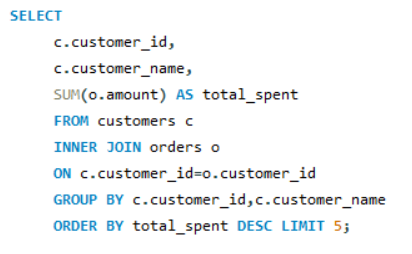 SELECT
c.customer_id,
c.customer_name,
SUM(o.amount) AS total_spent
FROM customers c
INNER JOIN orders o
ON c.customer_id=o.customer_id
GROUP BY c.customer_id,c.customer_name
ORDER BY total_spent DESC LIMIT 5;